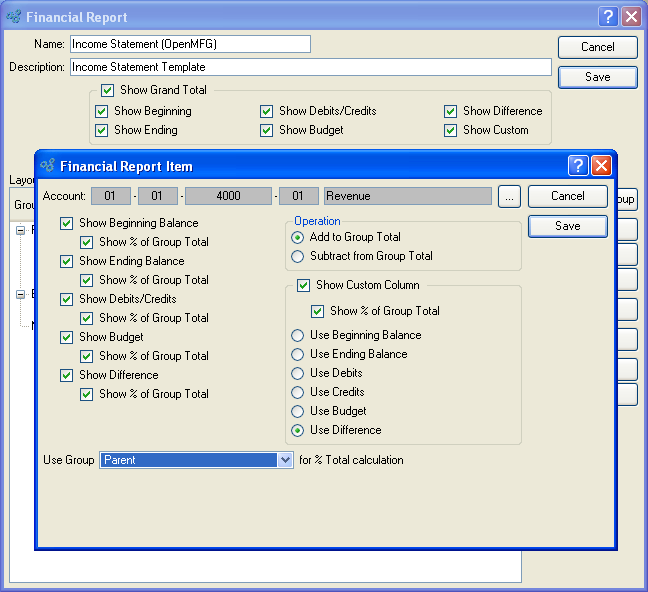 Financial Report
Name: Income Statement (OpenMFG)
Cancel
Description: Income Statement Template
Save
Show Grand Total
Show Beginning Show Debits/Credits Show Difference
Show Ending Show Budget Show Custom
Financial Report Item
Account: 01 - 01 - 4000 - 01 Revenue ... Cancel
Save
Show Beginning Balance
Show % of Group Total
Show Ending Balance
Show % of Group Total
Show Debits/Credits
Show % of Group Total
Show Budget
Show % of Group Total
Show Difference
Show % of Group Total
Operation
Add to Group Total
Subtract from Group Total
Show Custom Column
Show % of Group Total
Use Beginning Balance
Use Ending Balance
Use Debits
Use Credits
Use Budget
Use Difference
Use Group Parent for % Total calculation